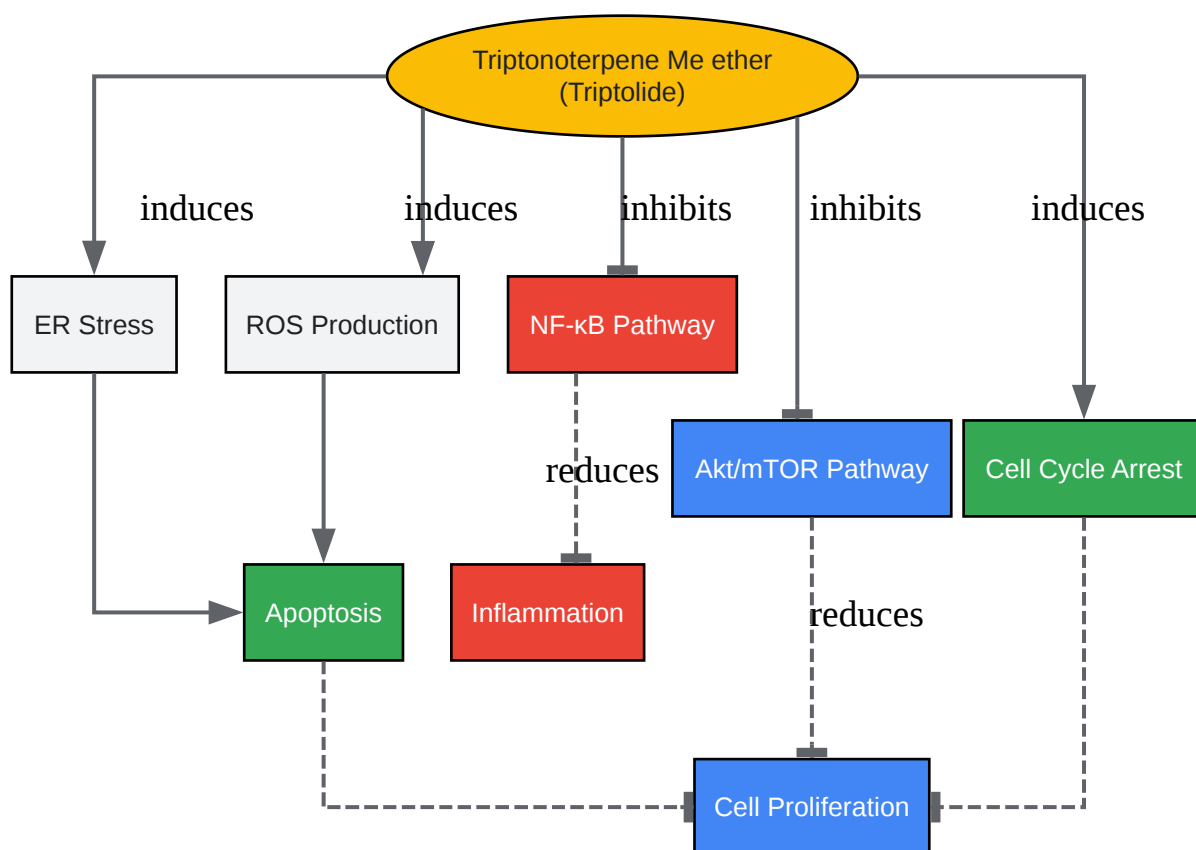 Triptonoterpene Me ether
(Triptolide)
induces
induces
inhibits
inhibits
induces
ER Stress
ROS Production
NF-κB Pathway
reduces
Akt/mTOR Pathway
Cell Cycle Arrest
Apoptosis
Inflammation
reduces
Cell Proliferation